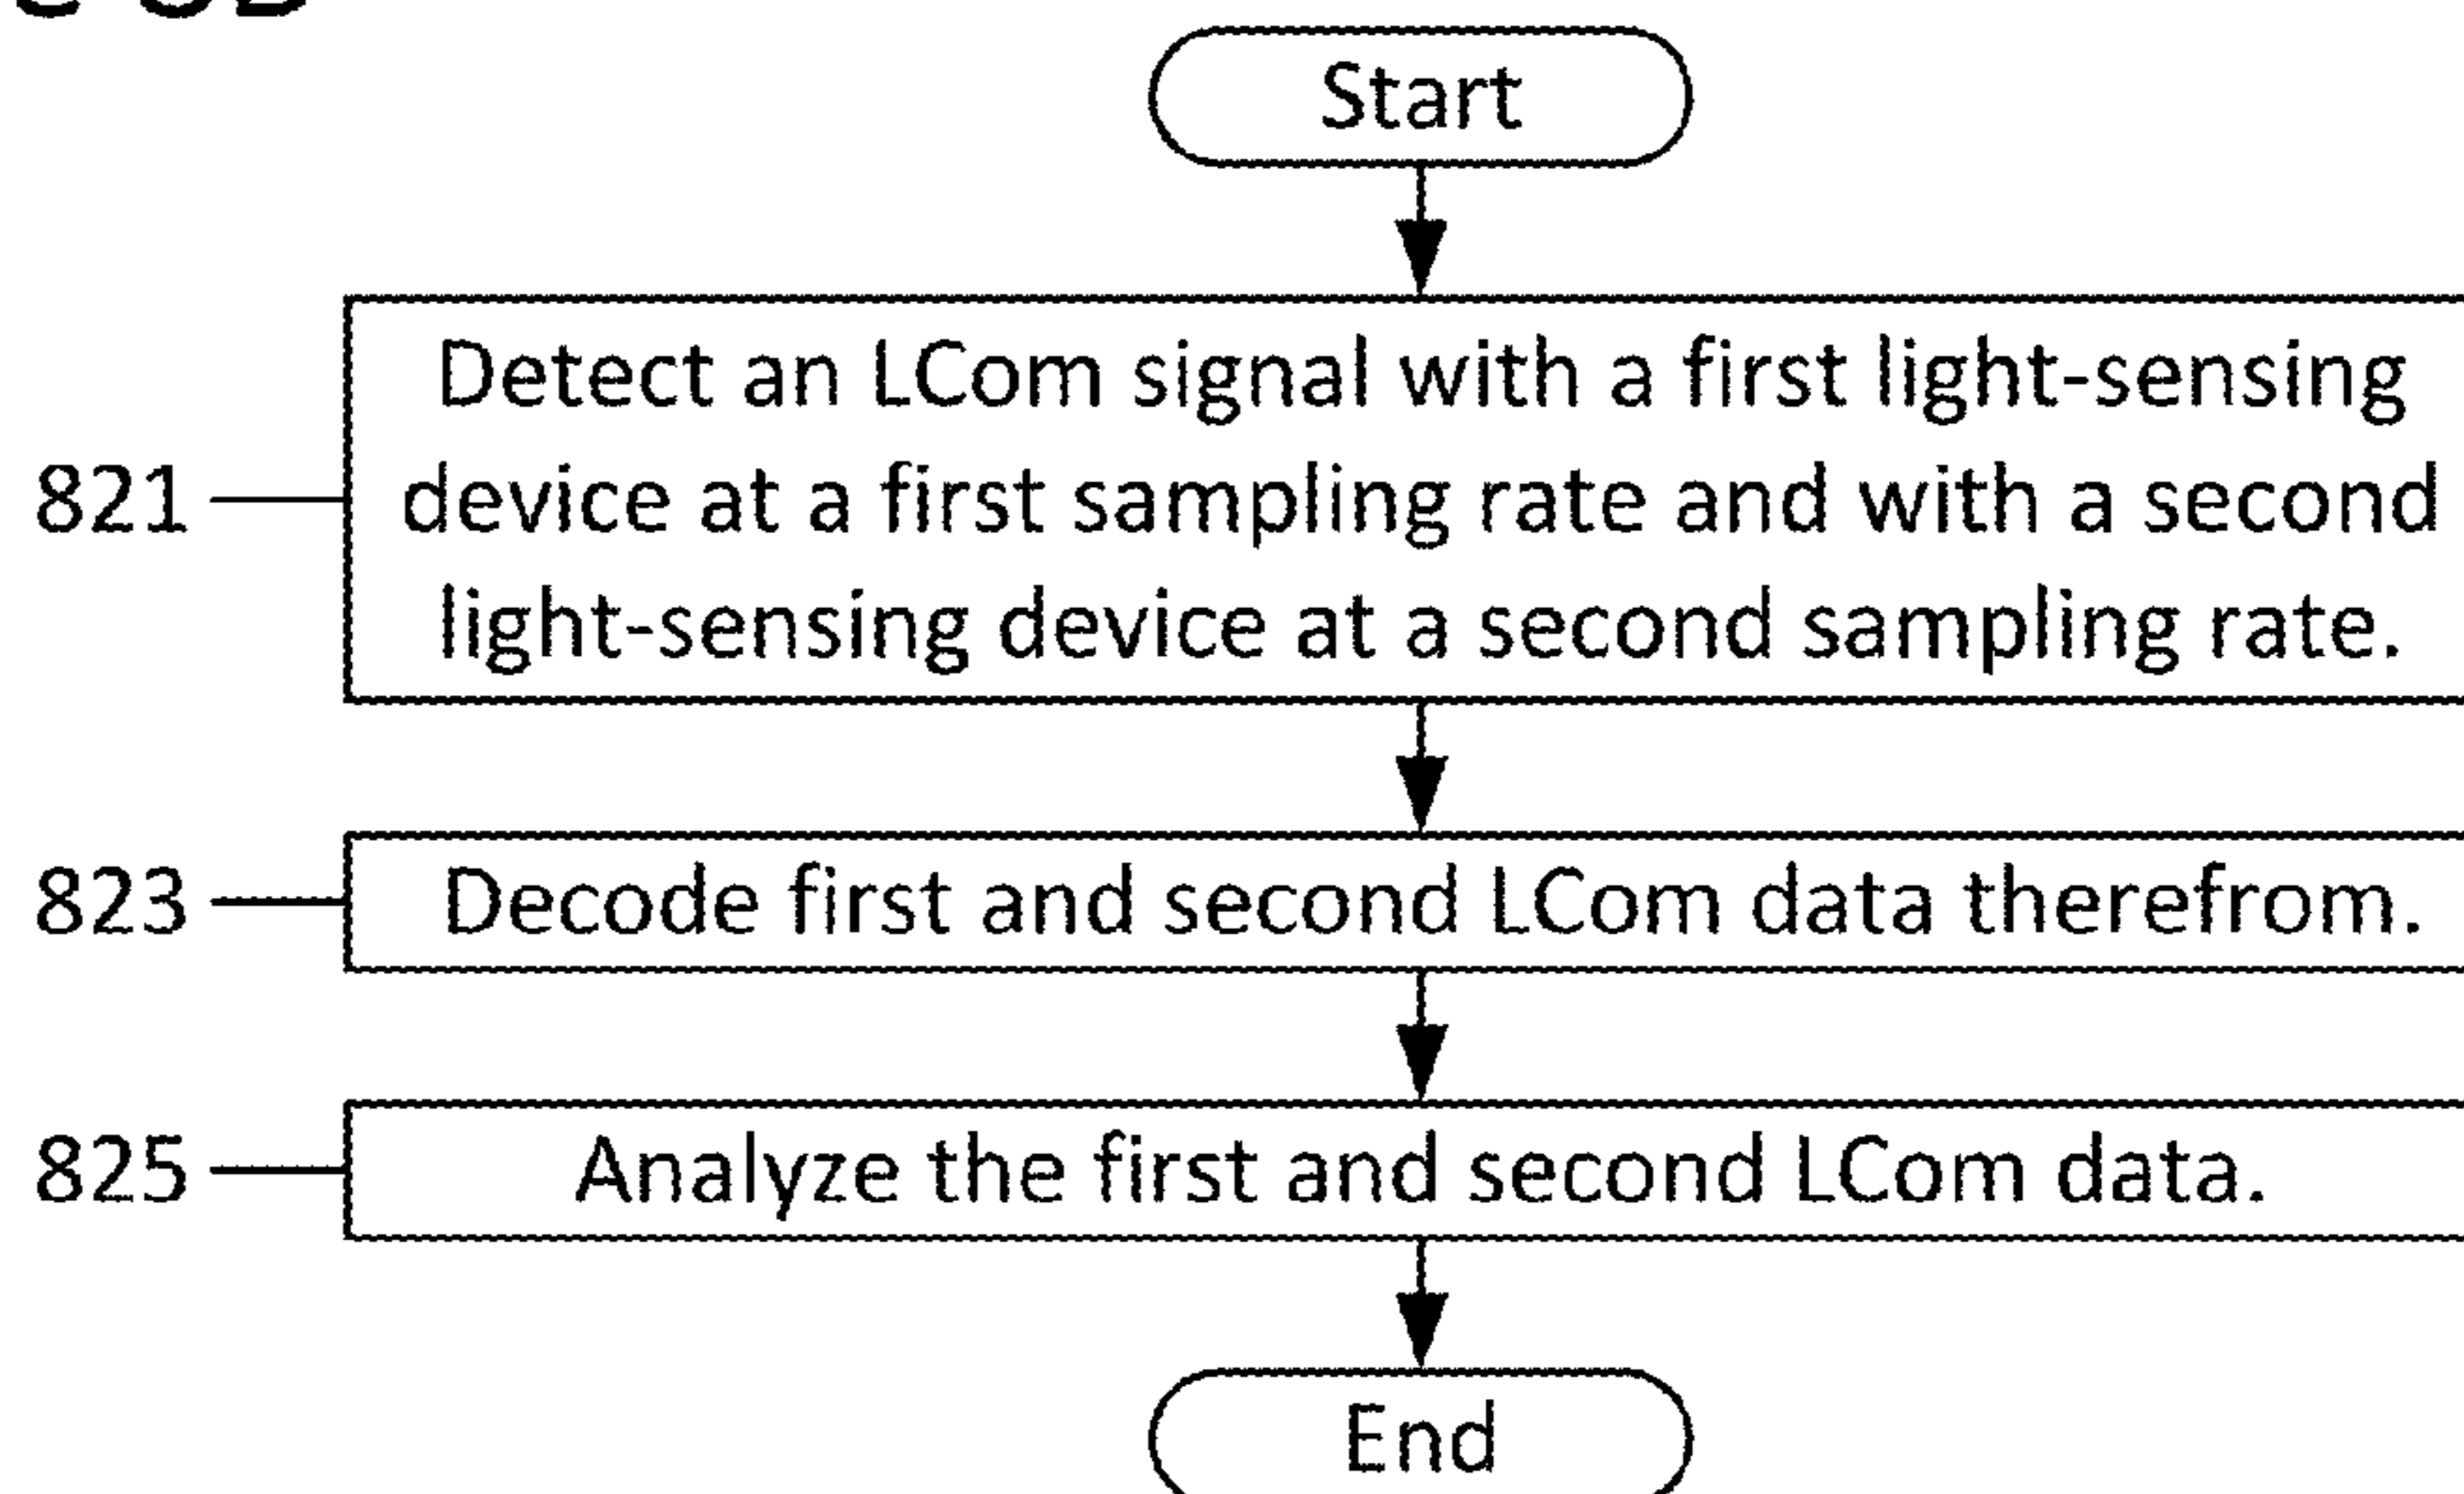 Start
Detect an LCom signal with a first light-sensing
device at a first sampling rate and with a second
light-sensing device at a second sampling rate.
821
Decode first and second LCom data therefrom.
823
Analyze the first and second LCom data.
825
End